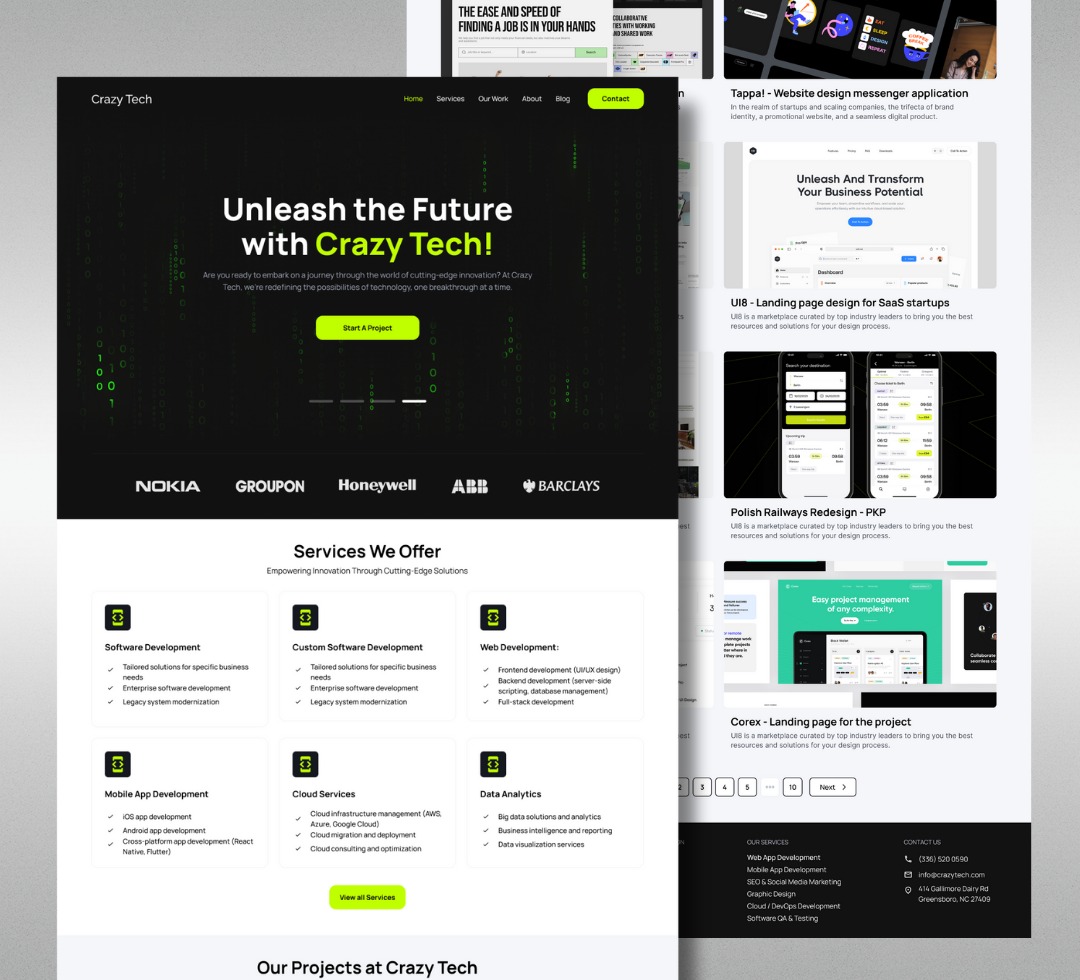 THE EASE AND SPEED OF
FINDING A JOB IS IN YOUR HANDS
Search
COLLABORATIVE
TIES WITH WORKING
AND SHARED WORK
EAT
SLEEP
DESIGN
REPEAT
COFFEE
BREAK
Tappa! - Website design messenger application
In the realm of startups and scaling companies, the trifecta of brand
identity, a promotional website, and a seamless digital product.
Crazy Tech
Home
Services
Our Work
About
Blog
Contact
Unleash the Future
with Crazy Tech!
Are you ready to embark on a journey through the world of cutting-edge innovation? At Crazy
Tech, we're redefining the possibilities of technology, one breakthrough at a time.
Start A Project
NOKIA
GROUPON
Honeywell
ABB
BARCLAYS
Services We Offer
Empowering Innovation Through Cutting-Edge Solutions
Software Development
Tailored solutions for specific business
needs
Enterprise software development
Legacy system modernization
Custom Software Development
Tailored solutions for specific business
needs
Enterprise software development
Legacy system modernization
Web Development:
Frontend development (UI/UX design)
Backend development (server-side
scripting, database management)
Full-stack development
Mobile App Development
iOS app development
Android app development
Cross-platform app development (React
Native, Flutter)
Cloud Services
Cloud infrastructure management (AWS,
Azure, Google Cloud)
Cloud migration and deployment
Cloud consulting and optimization
Data Analytics
Big data solutions and analytics
Business intelligence and reporting
Data visualization services
View all Services
Our Projects at Crazy Tech
Unleash And Transform
Your Business Potential
Dashboard
UI8 - Landing page design for SaaS startups
UI8 is a marketplace curated by top industry leaders to bring you the best
resources and solutions for your design process.
Search your destination
Polish Railways Redesign - PKP
UI8 is a marketplace curated by top industry leaders to bring you the best
resources and solutions for your design process.
Easy project management
of any complexity.
Corex - Landing page for the project
UI8 is a marketplace curated by top industry leaders to bring you the best
resources and solutions for your design process.
2
3
4
5
10
Next
OUR SERVICES
Web App Development
Mobile App Development
SEO & Social Media Marketing
Graphic Design
Cloud / DevOps Development
Software QA & Testing
CONTACT US
(336) 520 0590
info@crazytech.com
414 Gallimore Dairy Rd
Greensboro, NC 27409